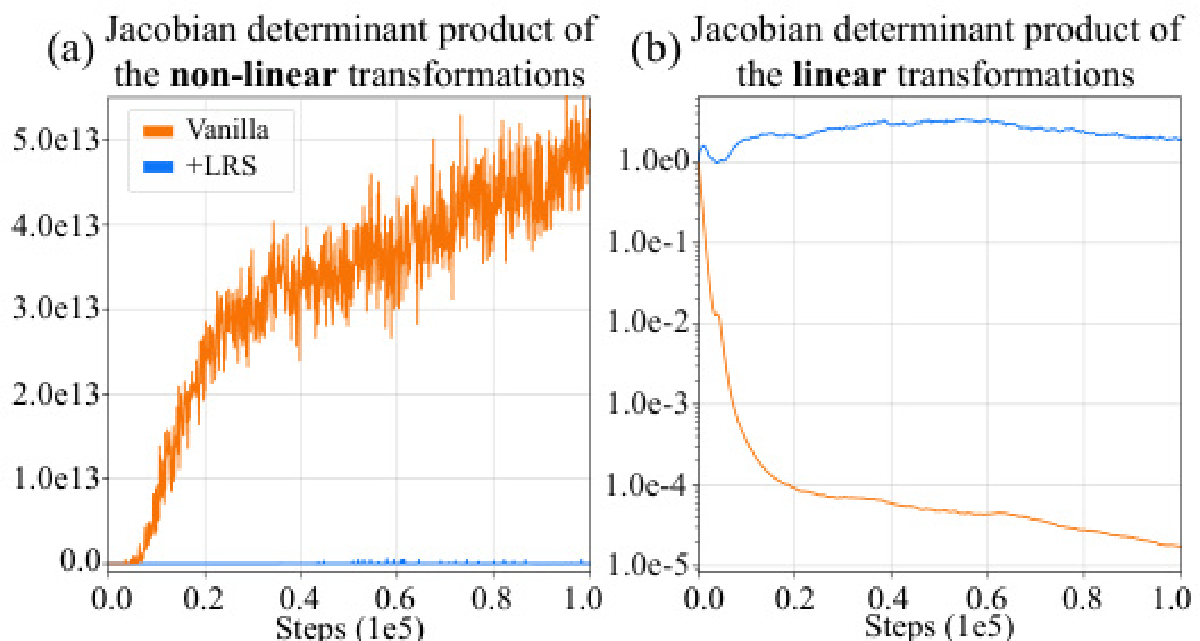 (a) Jacobian determinant product of
the non-linear transformations
Vanilla
+LRS
5.0e13
4.0e13
3.0e13
2.0e13
1.0e13
0.0
0.0 0.2 0.4 0.6 0.8 1.0
Steps (1e5)
(b) Jacobian determinant product of
the linear transformations
1.0e0
1.0e-1
1.0e-2
1.0e-3
1.0e-4
1.0e-5
0.0 0.2 0.4 0.6 0.8 1.0
Steps (1e5)